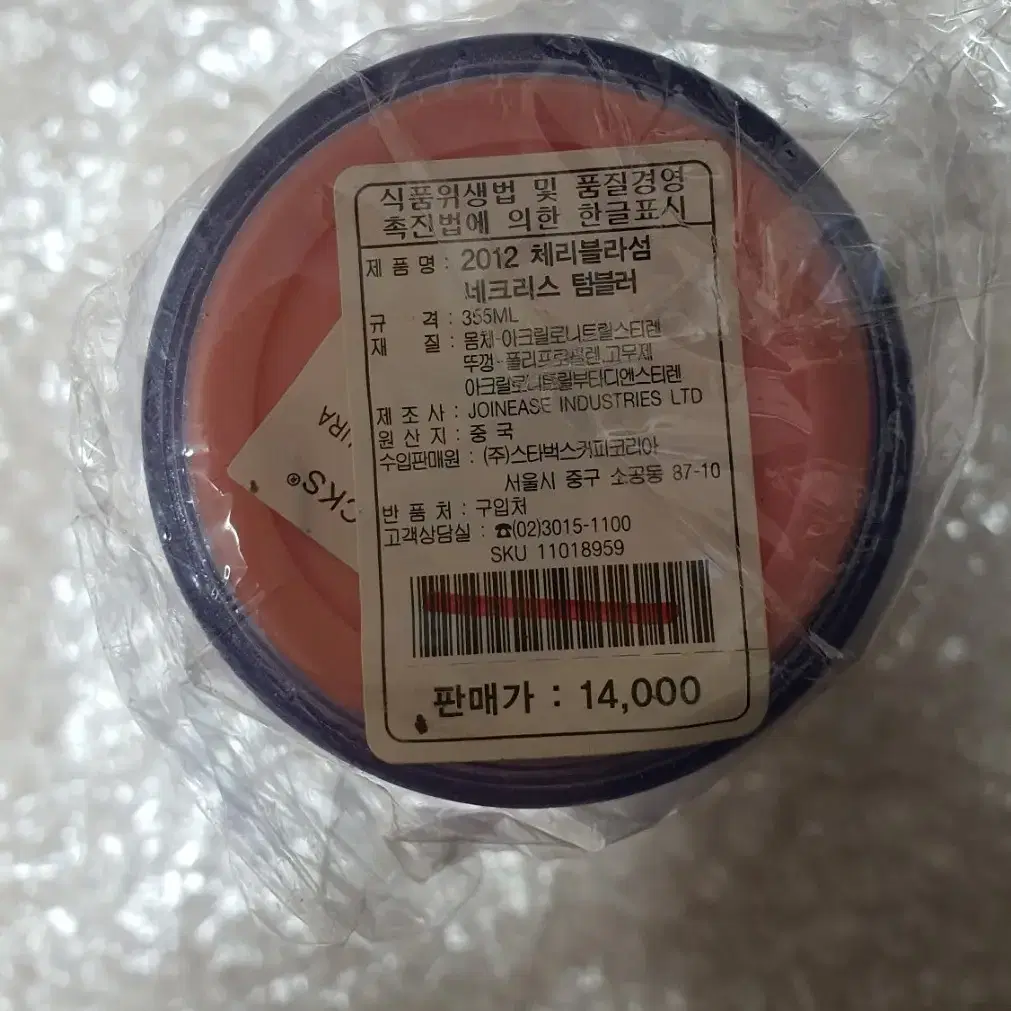 식품위생법 및 품질경영
촉진법에 의한 한글표시
제 품 명 : 2012 체리블라섬
네크리스 텀블러
규 격 : 355ML
재 질 : 몸체-아크릴로니트릴스티렌
뚜껑-폴리프로필렌,고무제
아크릴로니트릴부타디엔스티렌
제 조 사 : JOINEASE INDUSTRIES LTD
원 산 지 : 중 국
수입판매원 : (주)스타벅스커피코리아
서울시 중구 소공동 87-10
반 품 처 : 구입처
고객상담실 : ☎(02)3015-1100
SKU 11018959
판매가 : 14,000
CKS®